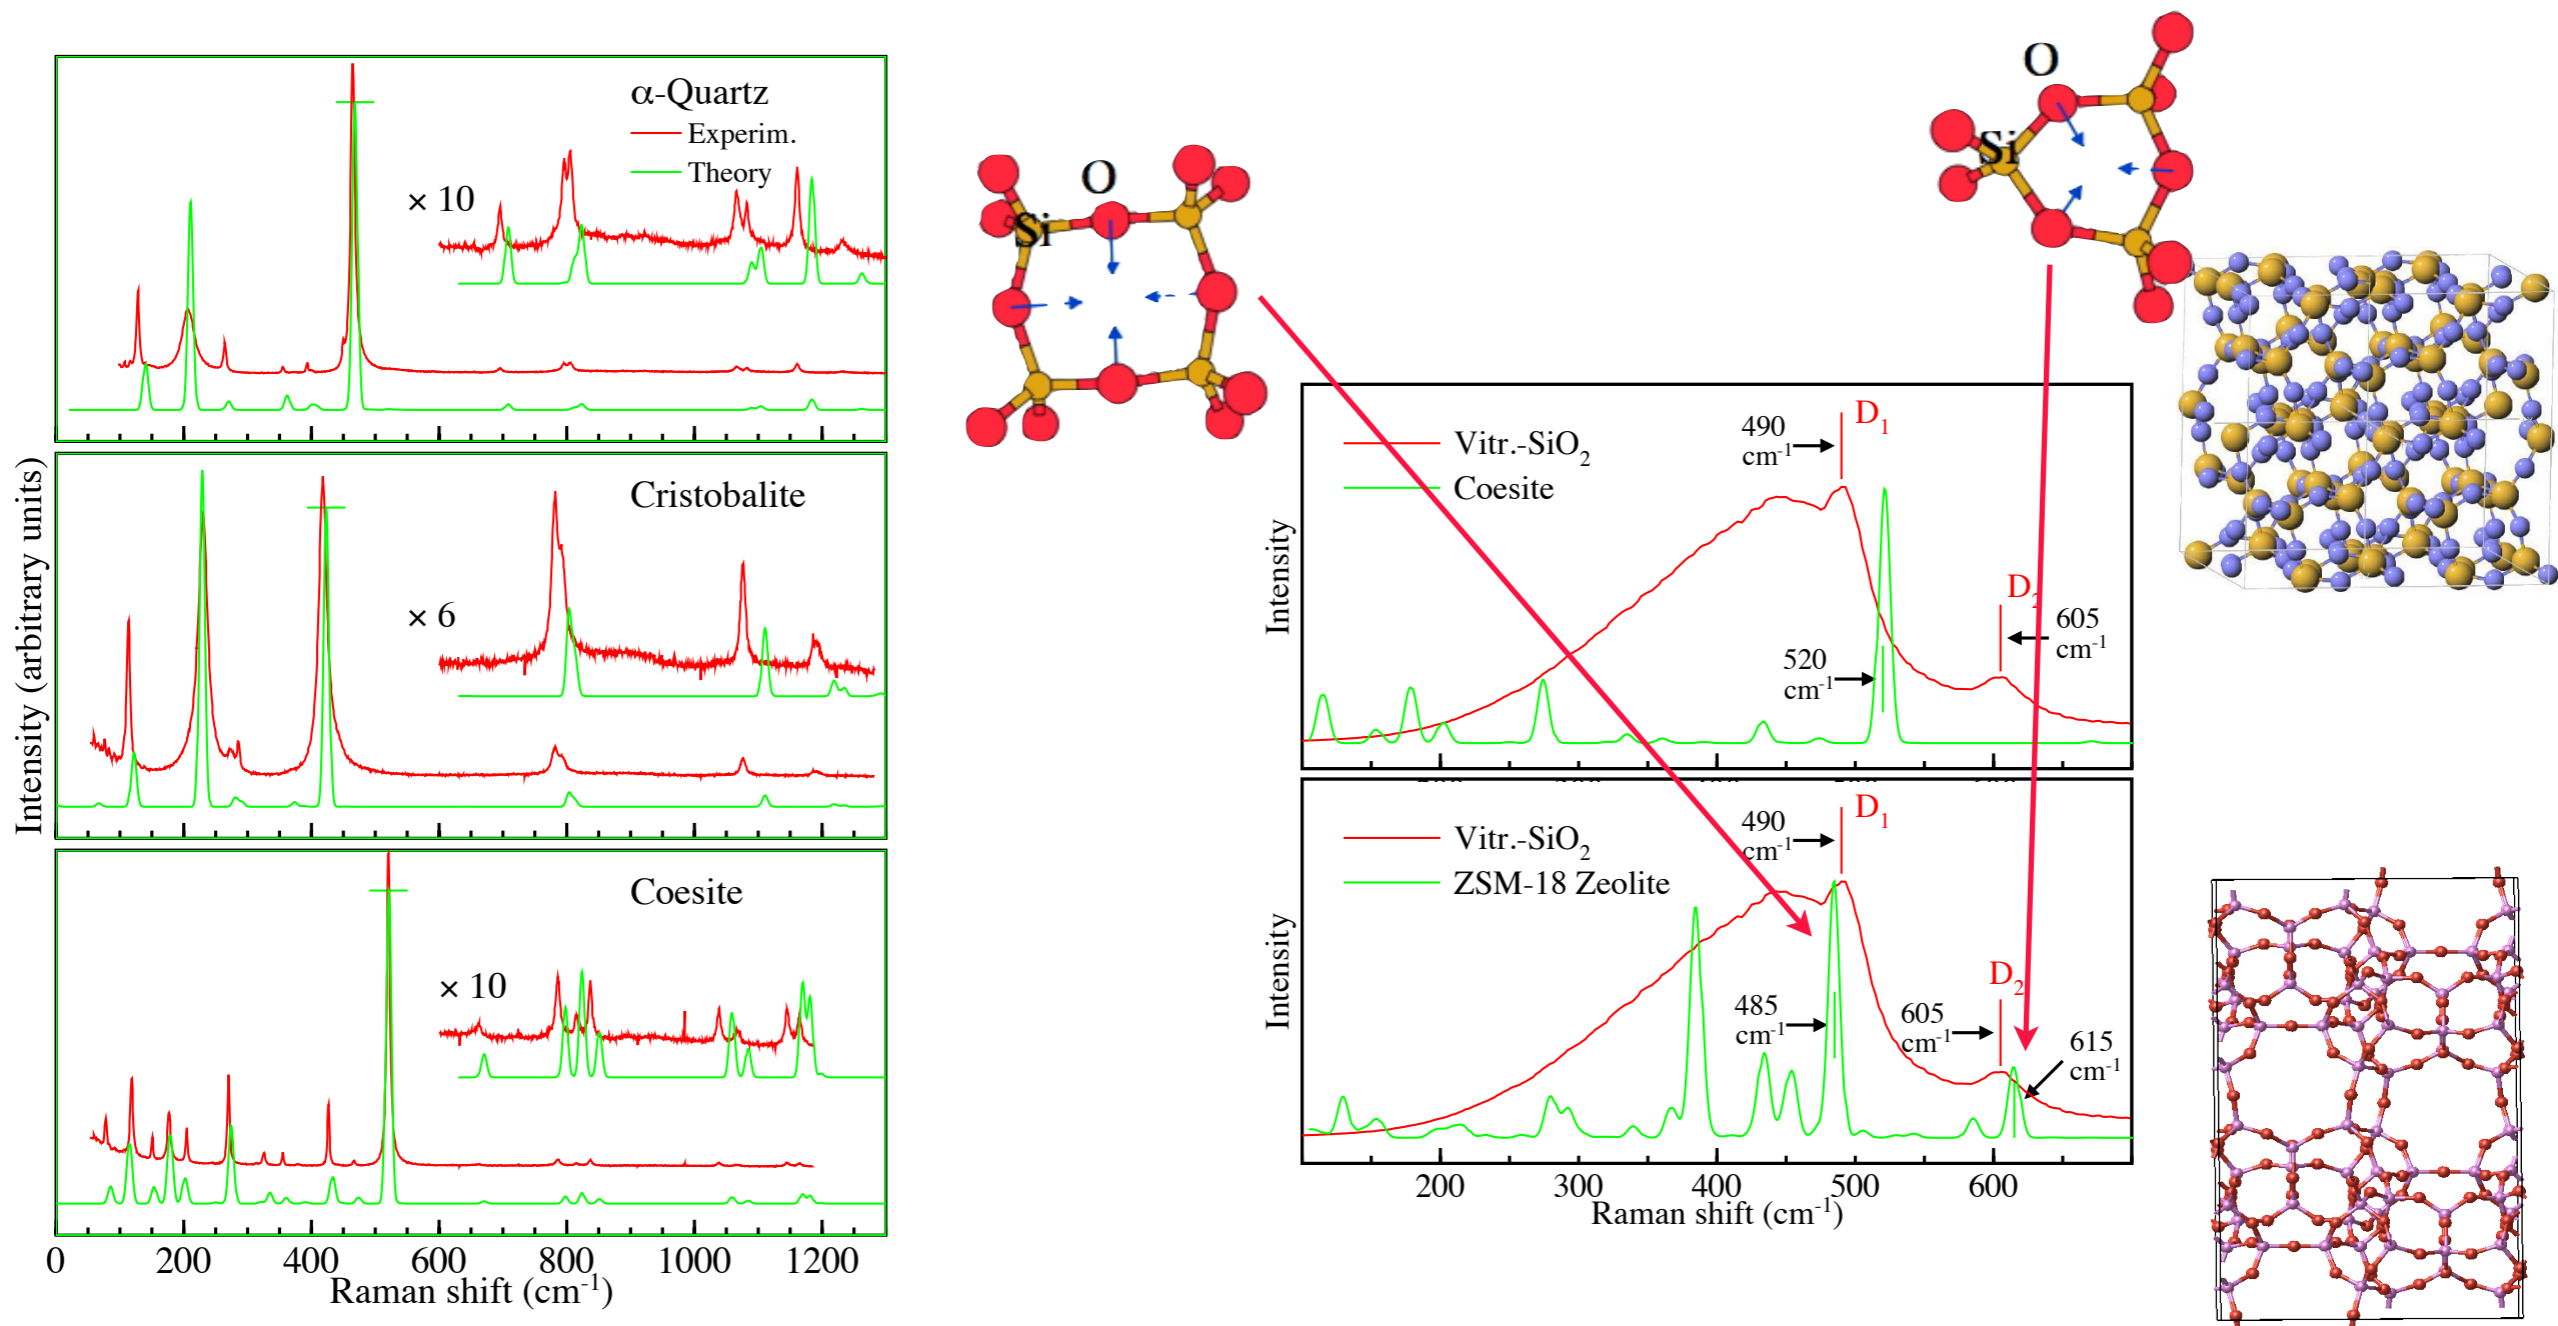 Intensity (arbitrary units)
α-Quartz
Experim.
Theory
× 10
Cristobalite
× 6
Coesite
× 10
0 200 400 600 800 1000 1200
Raman shift (cm-1)
O
Si
O
Si
Intensity
Vitr.-SiO2
Coesite
490
cm-1
D1
520
cm-1
D2
605
cm-1
Intensity
Vitr.-SiO2
ZSM-18 Zeolite
490
cm-1
D1
485
cm-1
605
cm-1
D2
615
cm-1
200 300 400 500 600
Raman shift (cm-1)